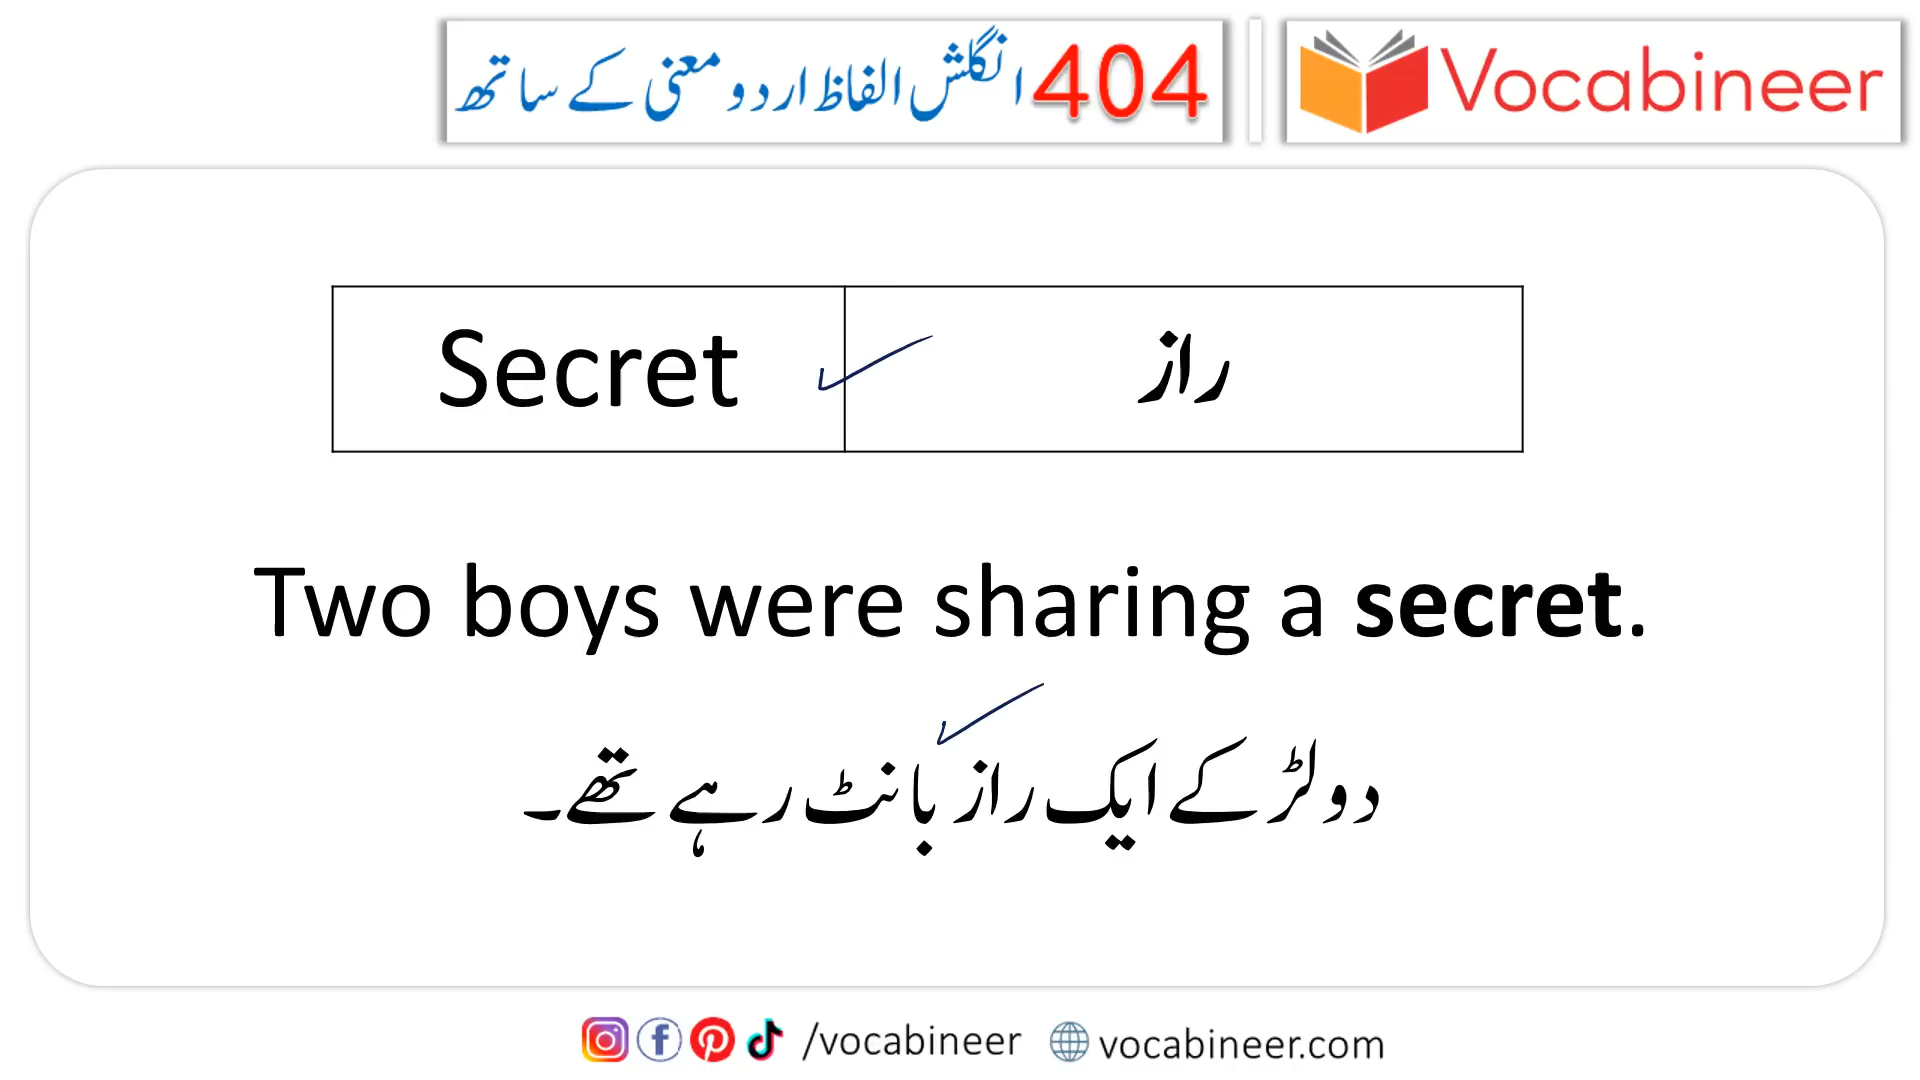 404 انگلش الفاظ اردو معنی کے ساتھ
Vocabineer
Secret
راز
Two boys were sharing a secret.
دو لڑکے ایک راز بانٹ رہے تھے۔
/vocabineer
vocabineer.com